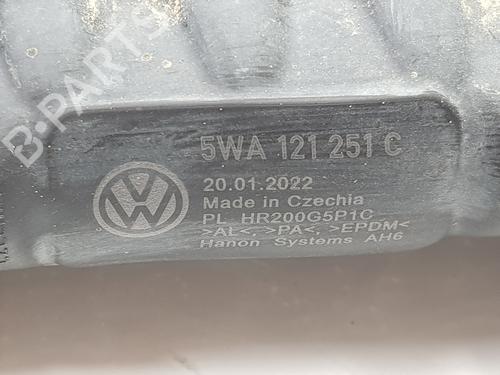 B-PARTS
5WA 121 251 C
20.01.2022
Made in Czechia
PL HR200G5P1C
>AL<, >PA<, >EPDM<
Hanon Systems AH6